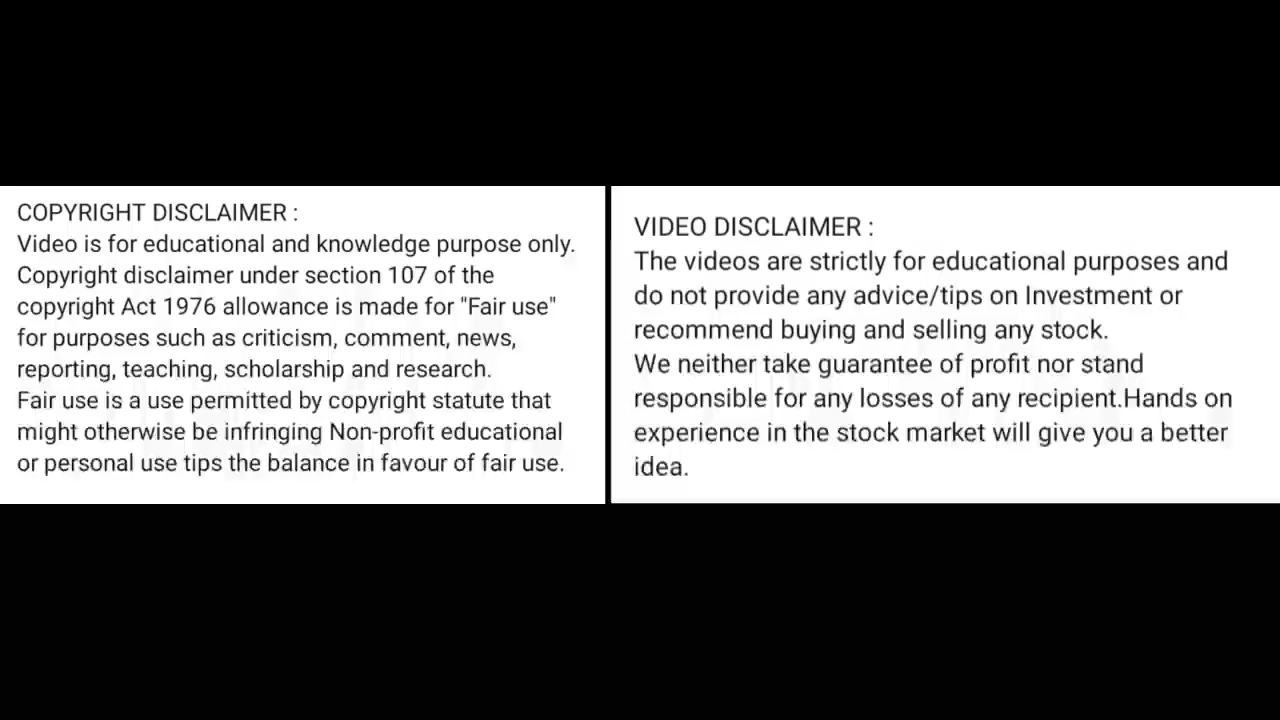 COPYRIGHT DISCLAIMER :
Video is for educational and knowledge purpose only.
Copyright disclaimer under section 107 of the
copyright Act 1976 allowance is made for "Fair use"
for purposes such as criticism, comment, news,
reporting, teaching, scholarship and research.
Fair use is a use permitted by copyright statute that
might otherwise be infringing Non-profit educational
or personal use tips the balance in favour of fair use.
VIDEO DISCLAIMER :
The videos are strictly for educational purposes and
do not provide any advice/tips on Investment or
recommend buying and selling any stock.
We neither take guarantee of profit nor stand
responsible for any losses of any recipient.Hands on
experience in the stock market will give you a better
idea.